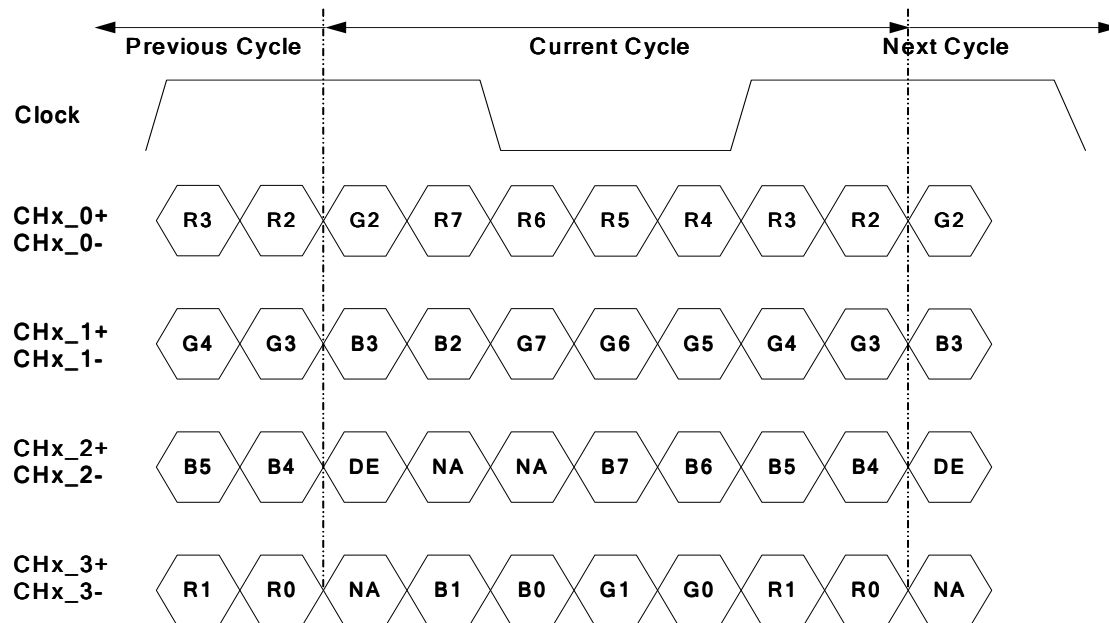 Previous Cycle Current Cycle Next Cycle
Clock
CHx_0+
CHx_0-
R3 R2 G2 R7 R6 R5 R4 R3 R2 G2
CHx_1+
CHx_1-
G4 G3 B3 B2 G7 G6 G5 G4 G3 B3
CHx_2+
CHx_2-
B5 B4 DE NA NA B7 B6 B5 B4 DE
CHx_3+
CHx_3-
R1 R0 NA B1 B0 G1 G0 R1 R0 NA